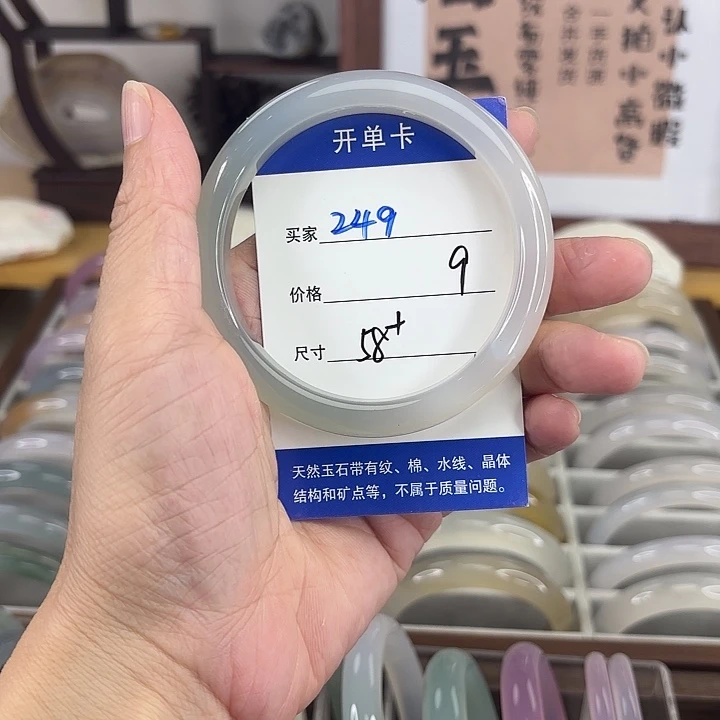 开单卡
买家 249
价格 9
尺寸 58+
天然玉石带有纹、棉、水线、晶体
结构和矿点等，不属于质量问题。
玉